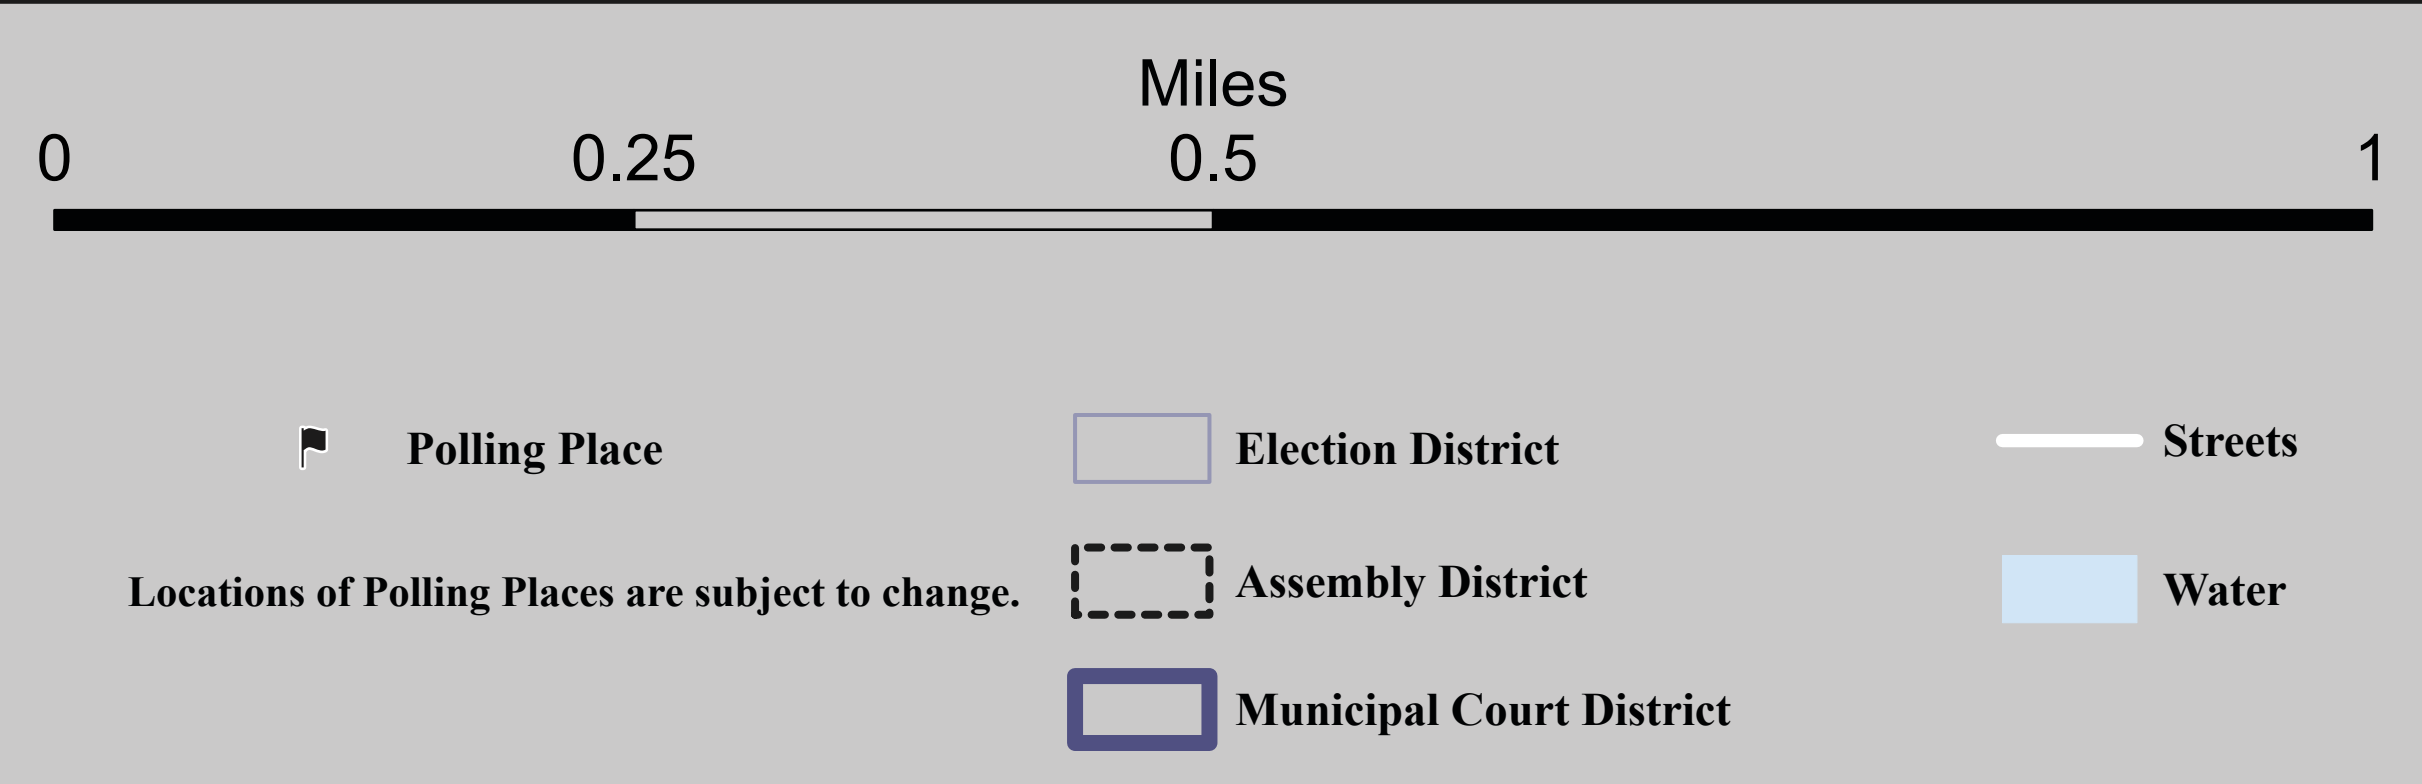 Miles
0 0.25 0.5 1
Polling Place
Election District
Streets
Locations of Polling Places are subject to change.
Assembly District
Water
Municipal Court District